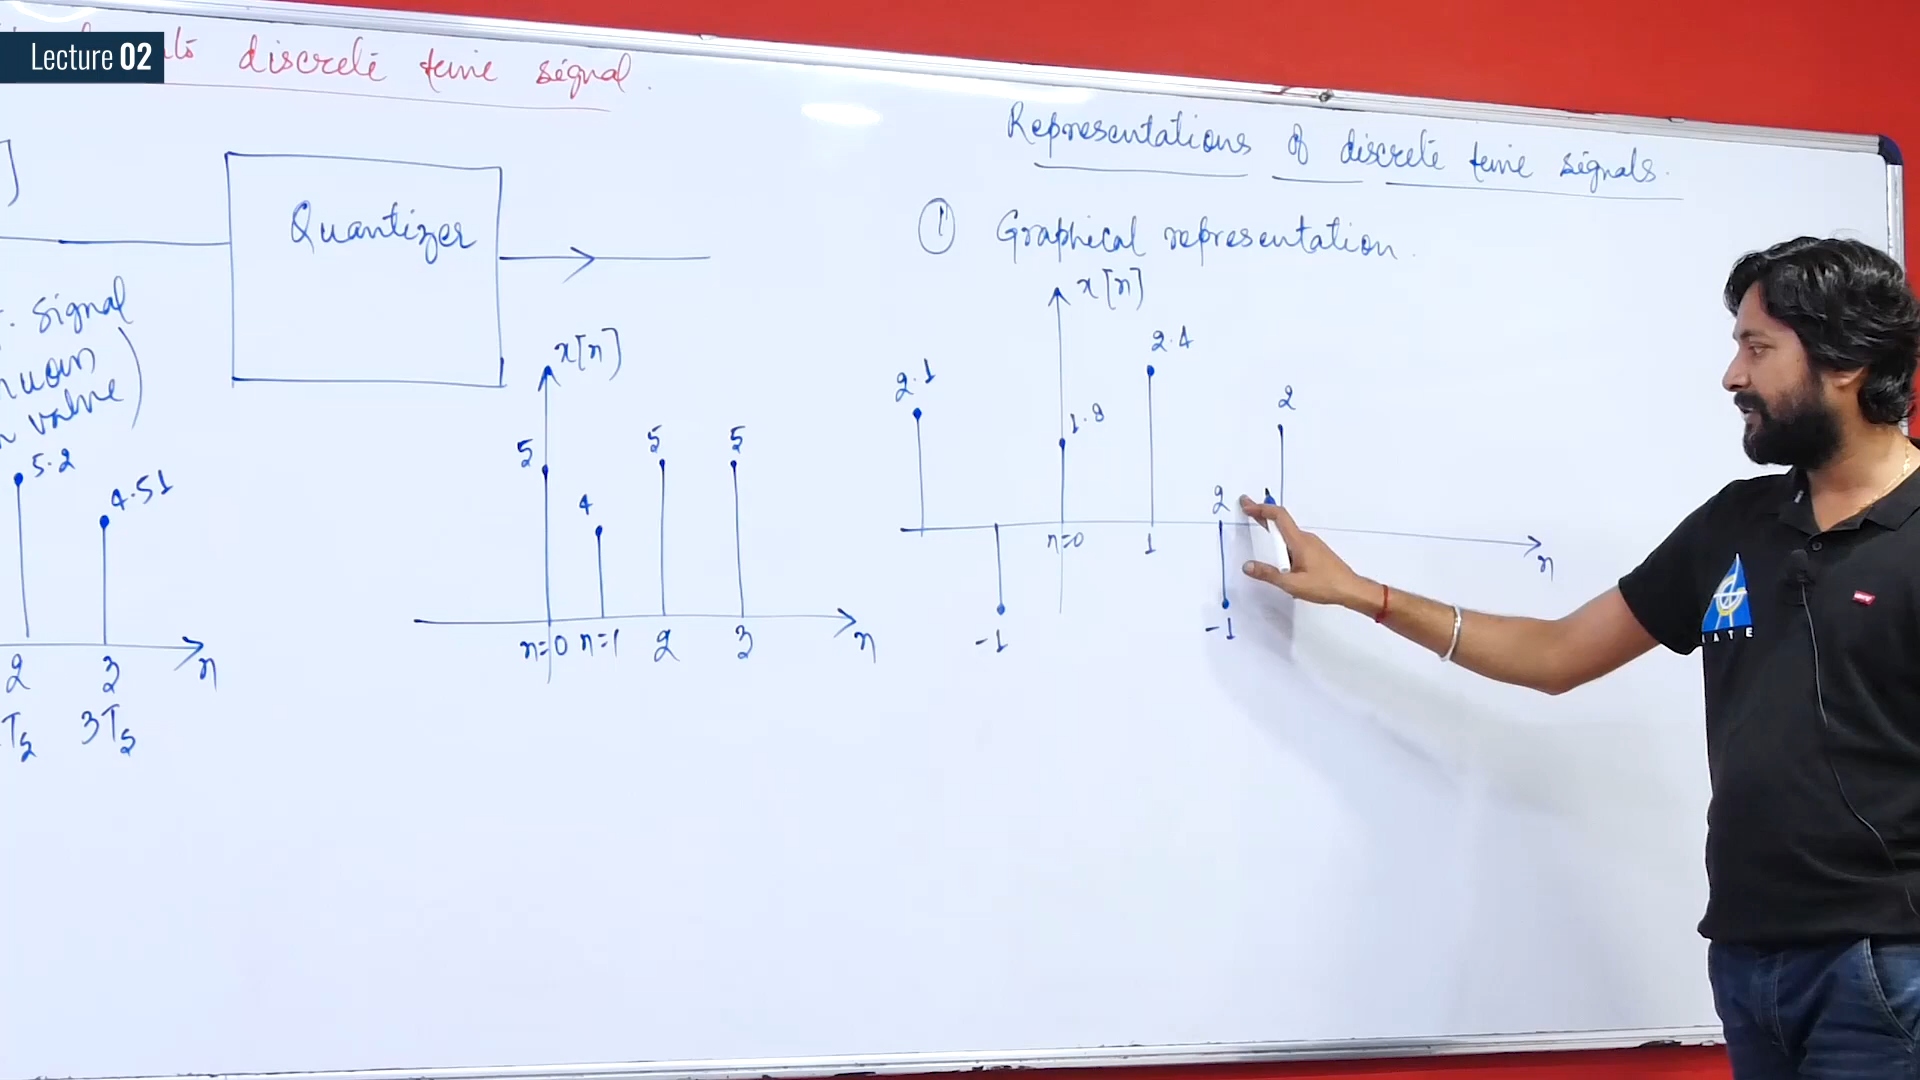 Lecture 02
discrete time signal.
]
Quantizer
signal
value)
5.2
4.51
2
3
n
3Ts
x[n]
5
4
5
5
n=0 n=1 2 3 n
Representations of discrete time signals.
1 Graphical representation.
x[n]
2.1
1.8
2.4
2
2
n=0
1
n
-1
-1
ATE